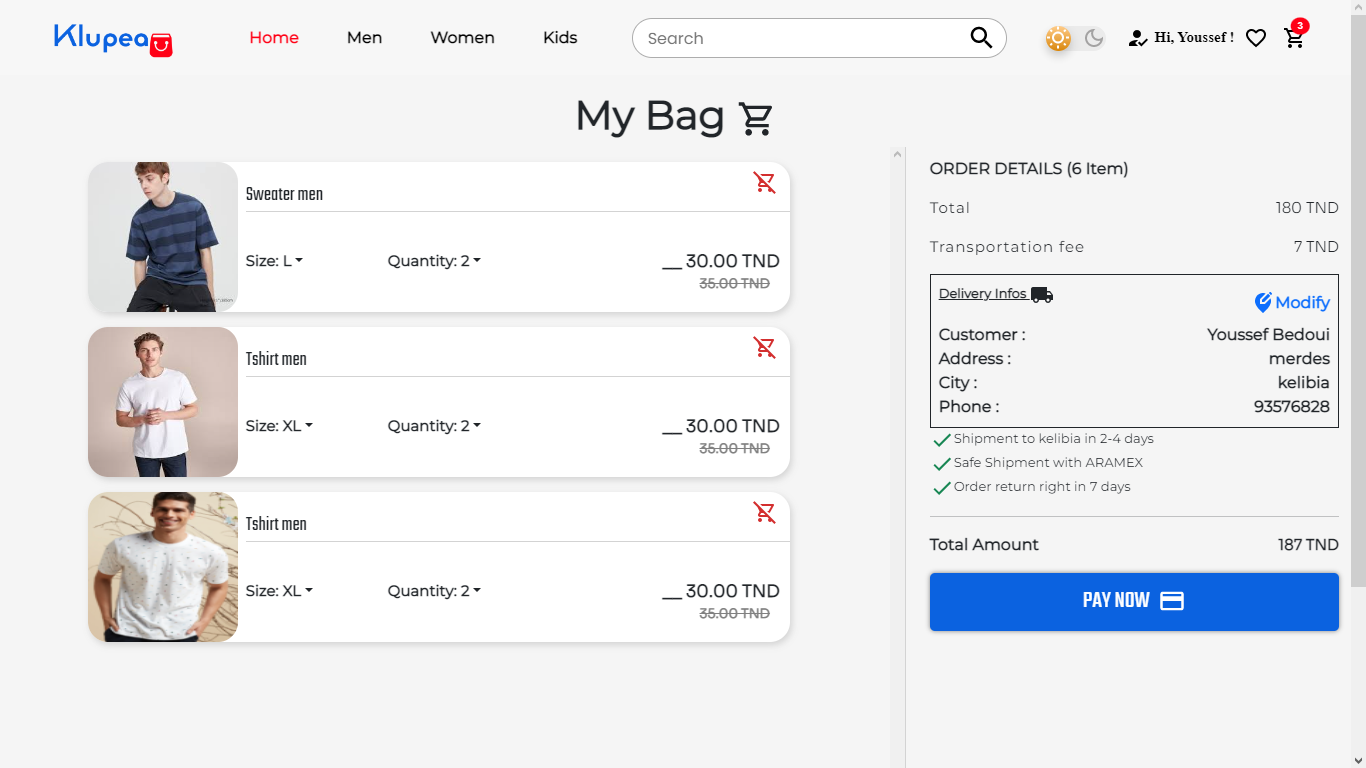 Klupea
Home Men Women Kids
Search
Hi, Youssef !
3
My Bag
Sweater men
Size: L Quantity: 2
__ 30.00 TND
35.00 TND
Tshirt men
Size: XL Quantity: 2
__ 30.00 TND
35.00 TND
Tshirt men
Size: XL Quantity: 2
__ 30.00 TND
35.00 TND
ORDER DETAILS (6 Item)
Total 180 TND
Transportation fee 7 TND
Delivery Infos
Modify
Customer : Youssef Bedoui
Address : merdes
City : kelibia
Phone : 93576828
Shipment to kelibia in 2-4 days
Safe Shipment with ARAMEX
Order return right in 7 days
Total Amount 187 TND
PAY NOW